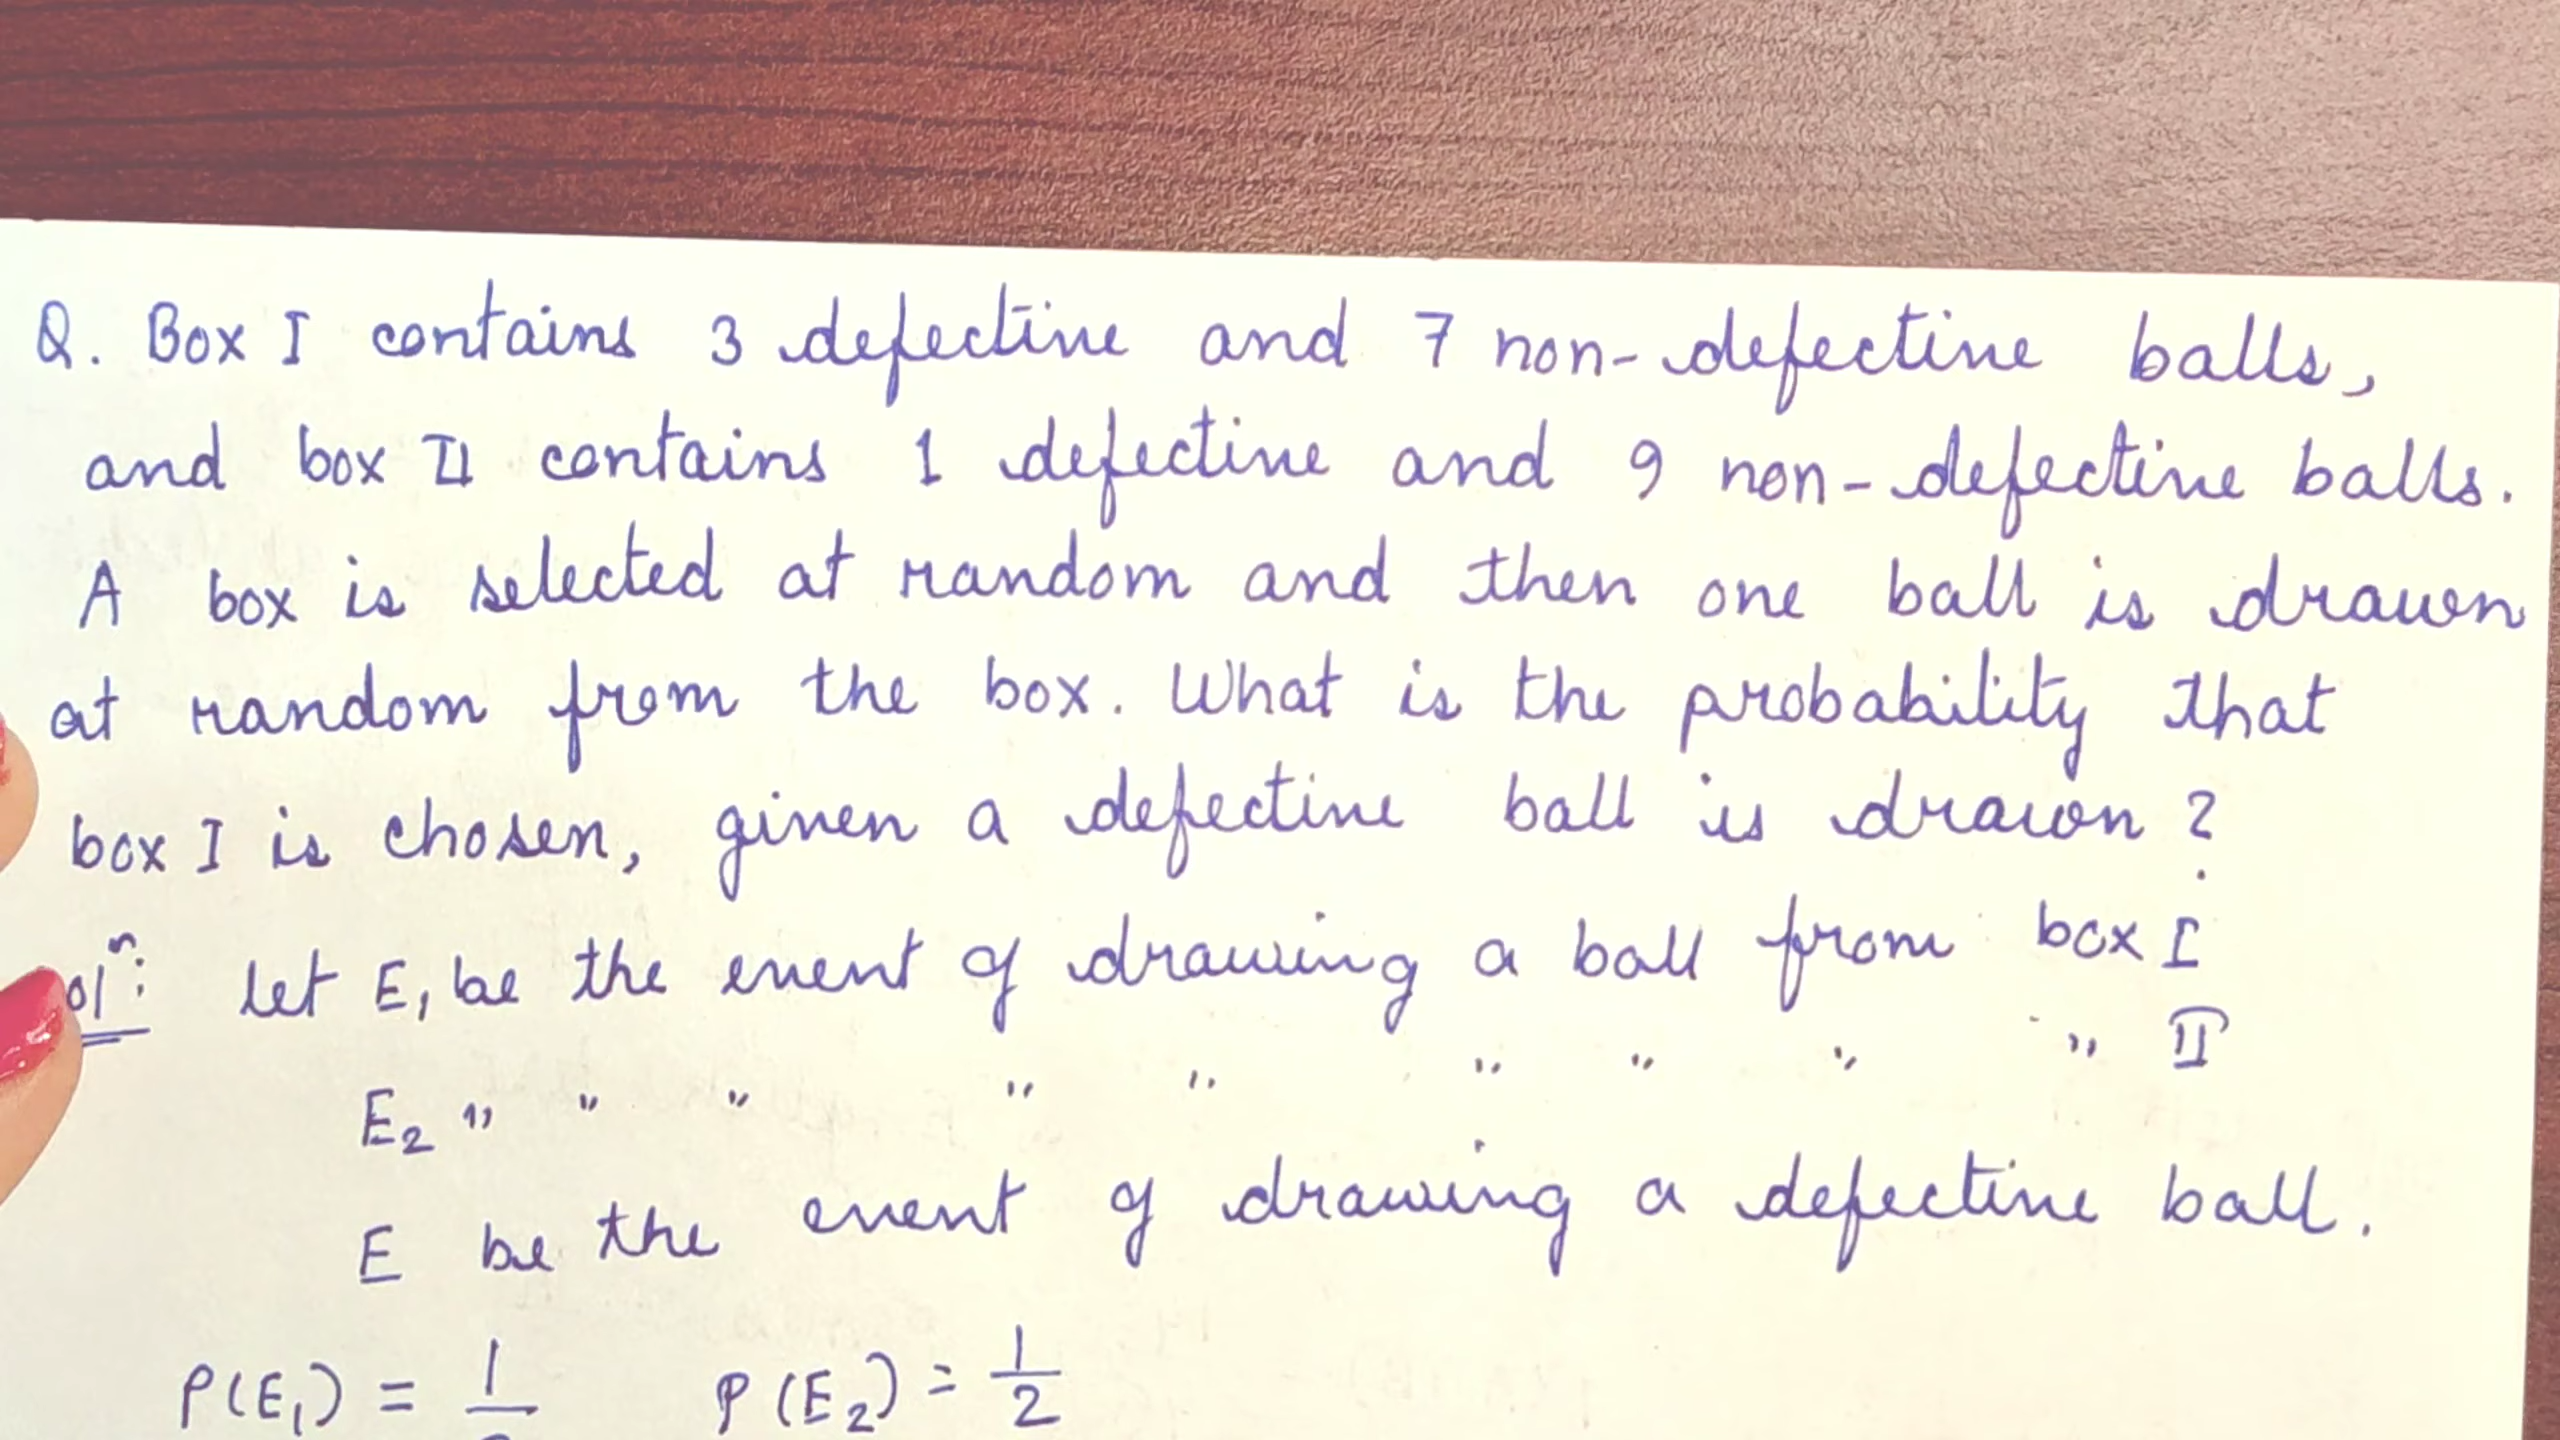 Q. Box I contains 3 defective and 7 non-defective balls,
and box II contains 1 defective and 9 non-defective balls.
A box is selected at random and then one ball is drawn
at random from the box. What is the probability that
box I is chosen, given a defective ball is drawn?
olⁿ: let E₁ be the event of drawing a ball from box I
E₂ " " " " " " " " " II
E be the event of drawing a defective ball.
P(E₁) = 1/ P(E₂) = 1/2